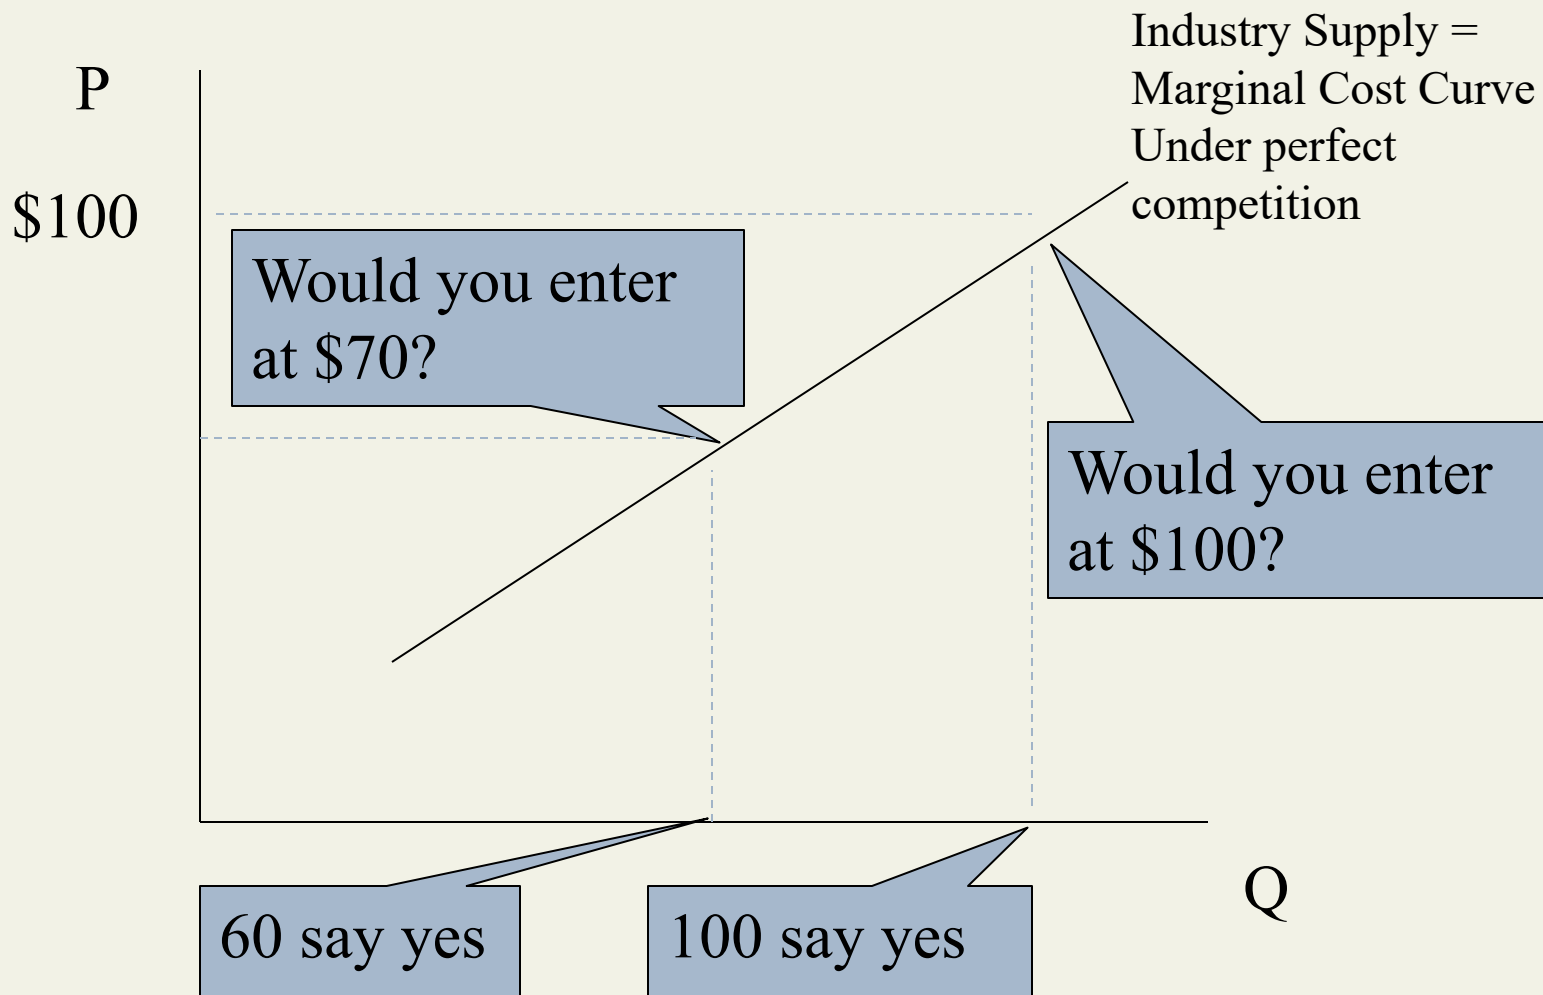 Industry Supply =
Marginal Cost Curve
Under perfect
competition
P
$100
Would you enter
at $70?
Would you enter
at $100?
Q
60 say yes
100 say yes